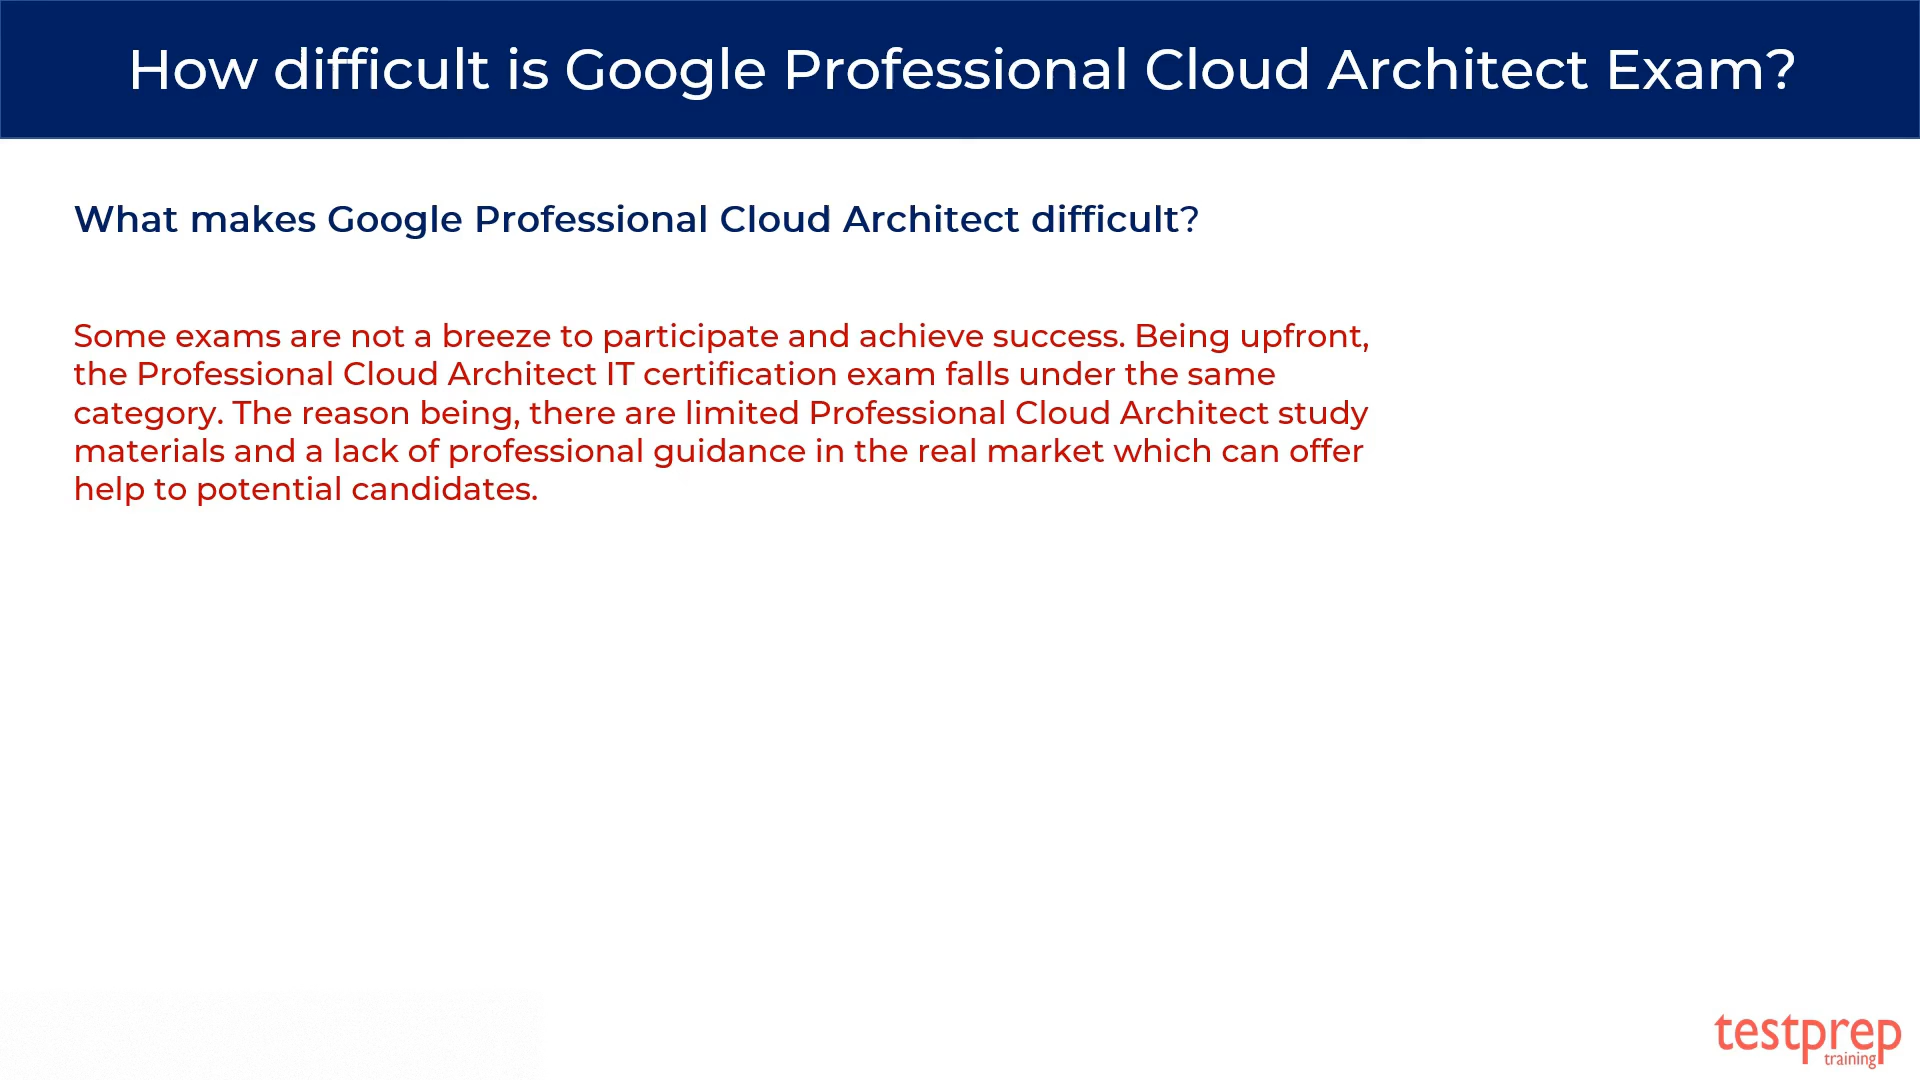 How difficult is Google Professional Cloud Architect Exam?
What makes Google Professional Cloud Architect difficult?
Some exams are not a breeze to participate and achieve success. Being upfront,
the Professional Cloud Architect IT certification exam falls under the same
category. The reason being, there are limited Professional Cloud Architect study
materials and a lack of professional guidance in the real market which can offer
help to potential candidates.
testprep
training